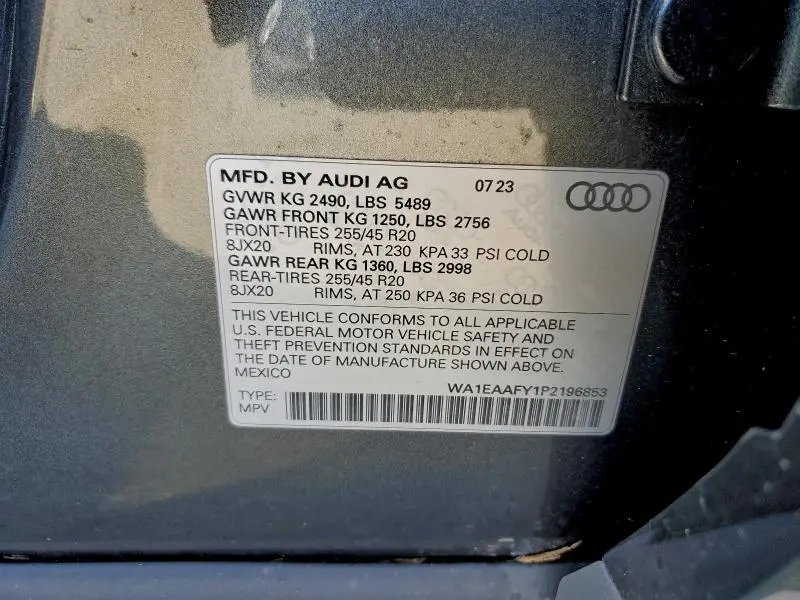 MFD. BY AUDI AG 07 23
GVWR KG 2490, LBS 5489
GAWR FRONT KG 1250, LBS 2756
FRONT-TIRES 255/45 R20
8JX20 RIMS, AT 230 KPA 33 PSI COLD
GAWR REAR KG 1360, LBS 2998
REAR-TIRES 255/45 R20
8JX20 RIMS, AT 250 KPA 36 PSI COLD
THIS VEHICLE CONFORMS TO ALL APPLICABLE
U.S. FEDERAL MOTOR VEHICLE SAFETY AND
THEFT PREVENTION STANDARDS IN EFFECT ON
THE DATE OF MANUFACTURE SHOWN ABOVE.
MEXICO
WA1EAAFY1P2196853
TYPE:
MPV